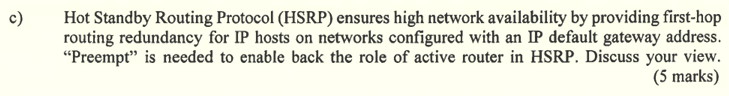 c) Hot Standby Routing Protocol (HSRP) ensures high network availability by providing first-hop
routing redundancy for IP hosts on networks configured with an IP default gateway address.
“Preempt” is needed to enable back the role of active router in HSRP. Discuss your view.
(5 marks)